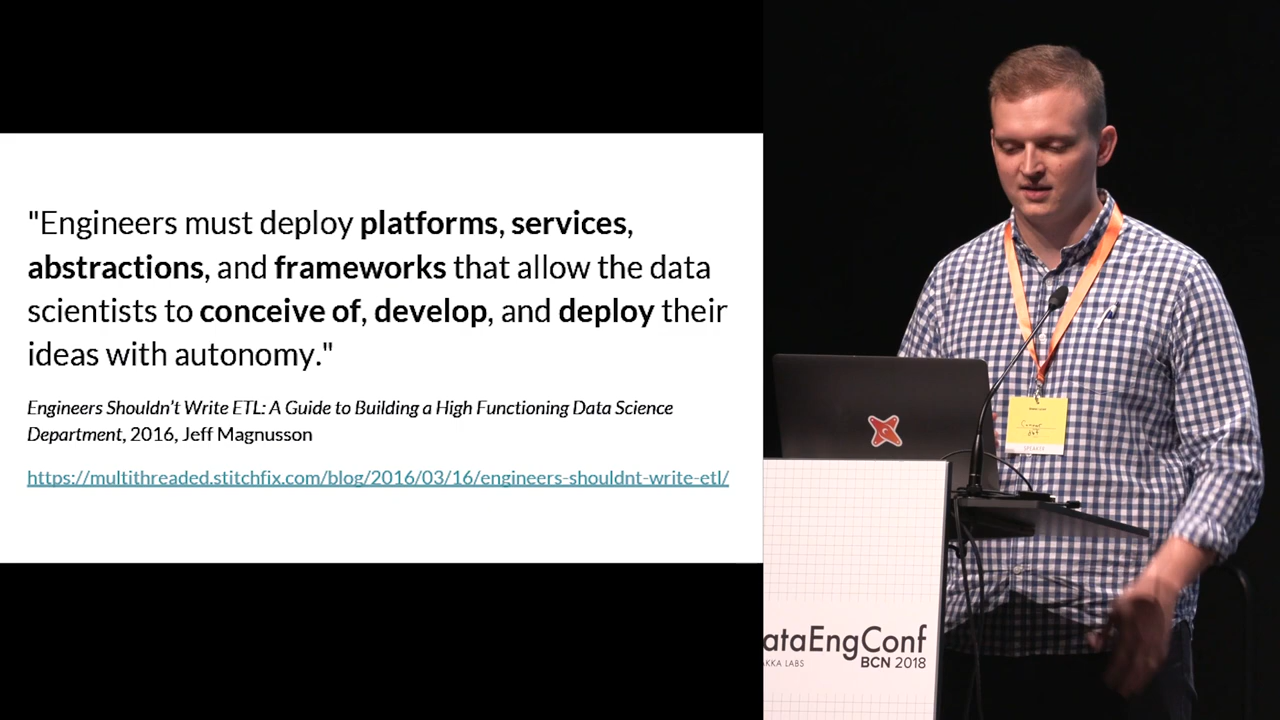 "Engineers must deploy platforms, services,
abstractions, and frameworks that allow the data
scientists to conceive of, develop, and deploy their
ideas with autonomy."
Engineers Shouldn't Write ETL: A Guide to Building a High Functioning Data Science
Department, 2016, Jeff Magnusson
https://multithreaded.stitchfix.com/blog/2016/03/16/engineers-shouldnt-write-etl/
SPEAKER
ataEngConf
AKKA LABS
BCN 2018